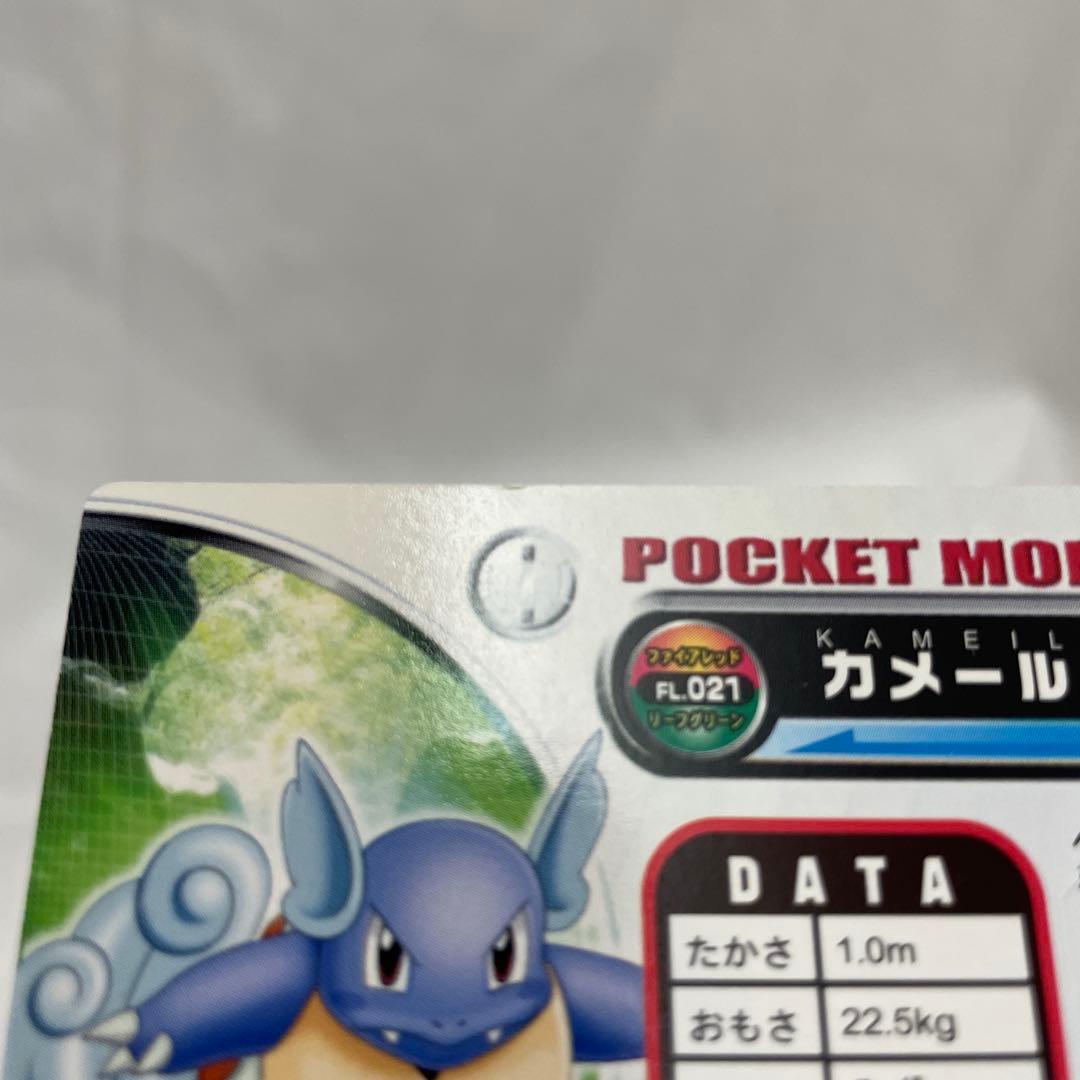 POCKET MO
KAMEIL
カメール
ファイアレッド
FL.021
リーフグリーン
DATA
たかさ 1.0m
おもさ 22.5kg